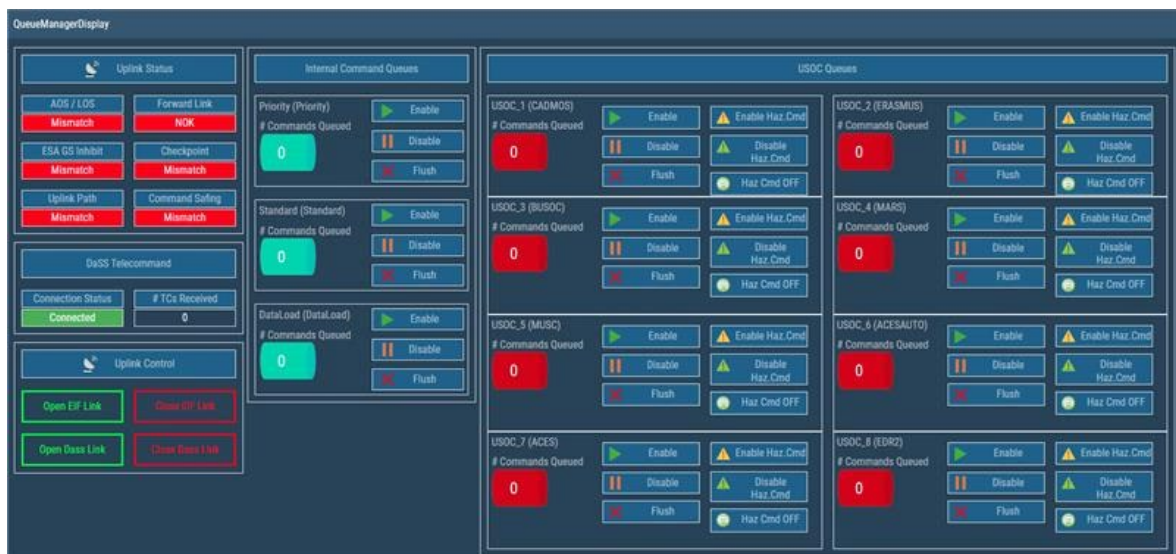 QueueManagerDisplay
Uplink Status
AOS / LOS
Forward Link
Mismatch
NOK
ESA GS Inhibit
Checkpoint
Mismatch
Mismatch
Uplink Path
Command Safing
Mismatch
Mismatch
DaSS Telecommand
Connection Status
# TCs Received
Connected
0
Uplink Control
Open EIF Link
Close EIF Link
Open Dass Link
Close Dass Link
Internal Command Queues
Priority (Priority)
# Commands Queued
0
Enable
Disable
Flush
Standard (Standard)
# Commands Queued
0
Enable
Disable
Flush
DataLoad (DataLoad)
# Commands Queued
0
Enable
Disable
Flush
USOC Queues
USOC_1 (CADMOS)
# Commands Queued
0
Enable
Disable
Flush
Enable Haz.Cmd
Disable
Haz.Cmd
Haz Cmd OFF
USOC_2 (ERASMUS)
# Commands Queued
0
Enable
Disable
Flush
Enable Haz.Cmd
Disable
Haz.Cmd
Haz Cmd OFF
USOC_3 (BUSOC)
# Commands Queued
0
Enable
Disable
Flush
Enable Haz.Cmd
Disable
Haz.Cmd
Haz Cmd OFF
USOC_4 (MARS)
# Commands Queued
0
Enable
Disable
Flush
Enable Haz.Cmd
Disable
Haz.Cmd
Haz Cmd OFF
USOC_5 (MUSC)
# Commands Queued
0
Enable
Disable
Flush
Enable Haz.Cmd
Disable
Haz.Cmd
Haz Cmd OFF
USOC_6 (ACESAUTO)
# Commands Queued
0
Enable
Disable
Flush
Enable Haz.Cmd
Disable
Haz.Cmd
Haz Cmd OFF
USOC_7 (ACES)
# Commands Queued
0
Enable
Disable
Flush
Enable Haz.Cmd
Disable
Haz.Cmd
Haz Cmd OFF
USOC_8 (EDR2)
# Commands Queued
0
Enable
Disable
Flush
Enable Haz.Cmd
Disable
Haz.Cmd
Haz Cmd OFF